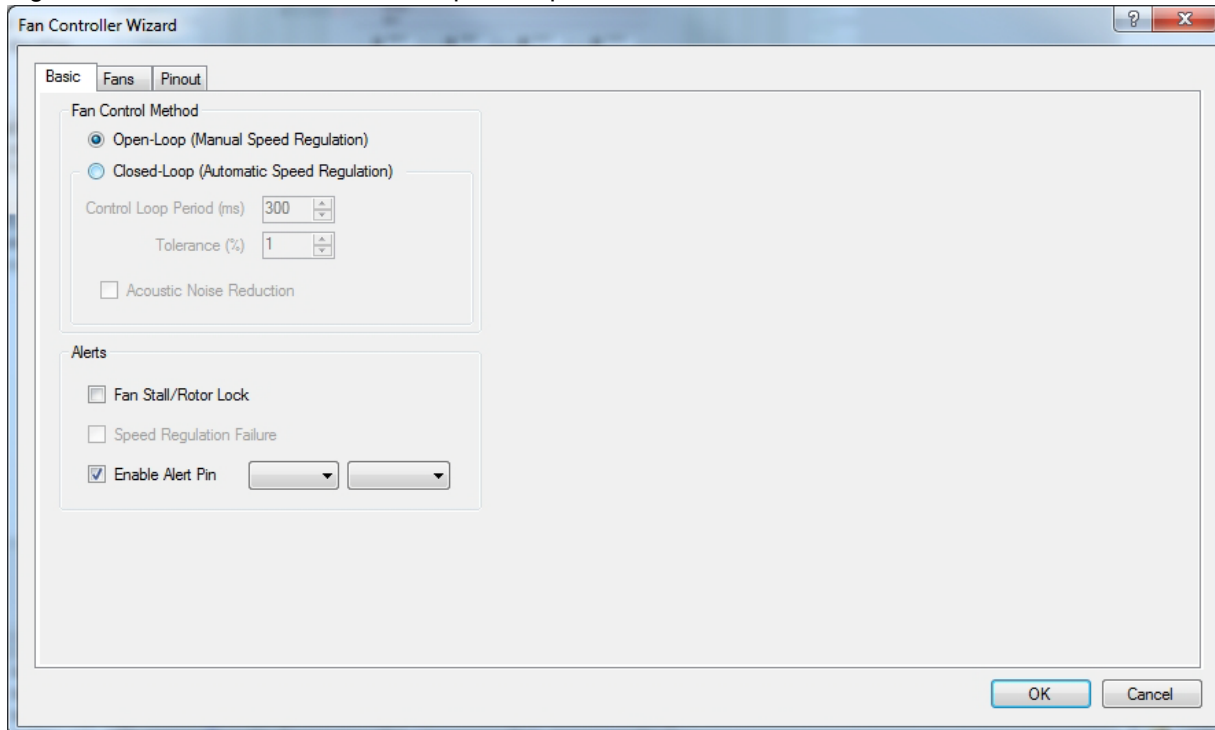 Fan Controller Wizard
Basic Fans Pinout
Fan Control Method
Open-Loop (Manual Speed Regulation)
Closed-Loop (Automatic Speed Regulation)
Control Loop Period (ms) 300
Tolerance (%) 1
Acoustic Noise Reduction
Alerts
Fan Stall/Rotor Lock
Speed Regulation Failure
Enable Alert Pin
OK Cancel